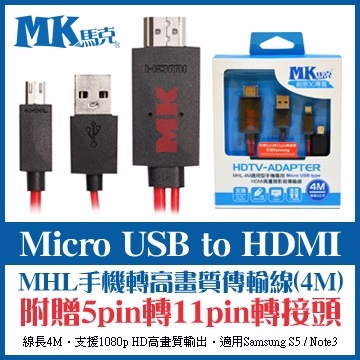 MK馬克
HDMI
MK
MK馬克
HDTV-ADAPTER
4M
Micro USB to HDMI
MHL手機轉高畫質傳輸線(4M)
附贈5pin轉11pin轉接頭
線長4M・支援1080p HD高畫質輸出・適用Samsung S5 / Note3